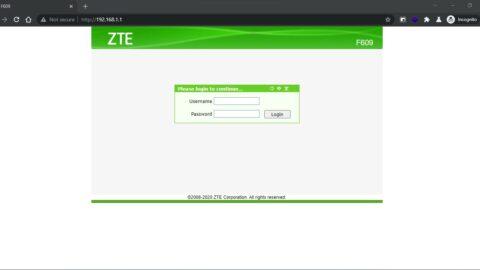 F609
Not secure | http://192.168.1.1
Incognito
ZTE
F609
Please login to continue...
Username
Password
Login
©2008-2020 ZTE Corporation. All rights reserved